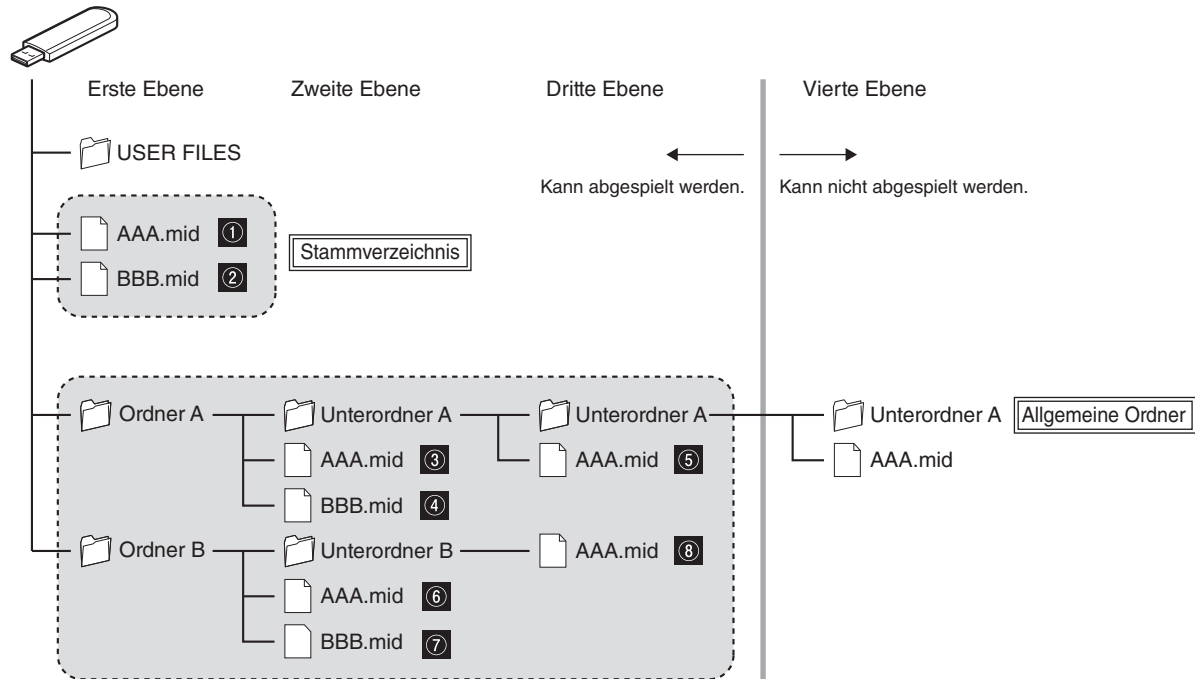 Erste Ebene Zweite Ebene Dritte Ebene Vierte Ebene
USER FILES
Kann abgespielt werden. Kann nicht abgespielt werden.
AAA.mid ①
Stammverzeichnis
BBB.mid ②
Ordner A Unterordner A Unterordner A Unterordner A Allgemeine Ordner
AAA.mid ③ AAA.mid ⑤ AAA.mid
BBB.mid ④
Ordner B Unterordner B AAA.mid ⑧
AAA.mid ⑥
BBB.mid ⑦